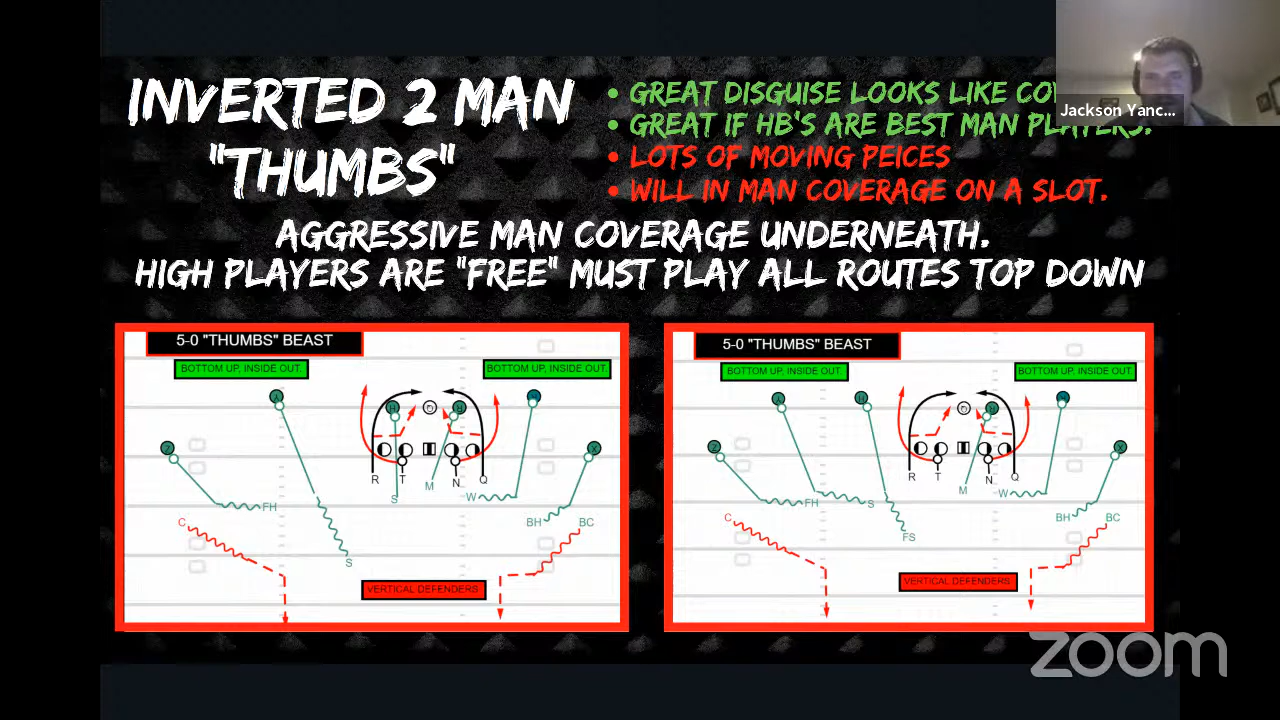 INVERTED 2 MAN
"THUMBS"
• GREAT DISGUISE LOOKS LIKE
• GREAT IF HB'S ARE BEST MAN PLAYERS.
• LOTS OF MOVING PEICES
• WILL IN MAN COVERAGE ON A SLOT.
Jackson Yanc...
AGGRESSIVE MAN COVERAGE UNDERNEATH.
HIGH PLAYERS ARE "FREE" MUST PLAY ALL ROUTES TOP DOWN
5-0 "THUMBS" BEAST
BOTTOM UP, INSIDE OUT.
BOTTOM UP, INSIDE OUT.
Y
H
R
Z
X
R
T
S
M
N
Q
W
FH
C
BH
BC
S
VERTICAL DEFENDERS
5-0 "THUMBS" BEAST
BOTTOM UP, INSIDE OUT.
BOTTOM UP, INSIDE OUT.
Y
H
R
Z
X
R
T
M
N
Q
W
FH
S
C
BH
BC
FS
VERTICAL DEFENDERS
zoom